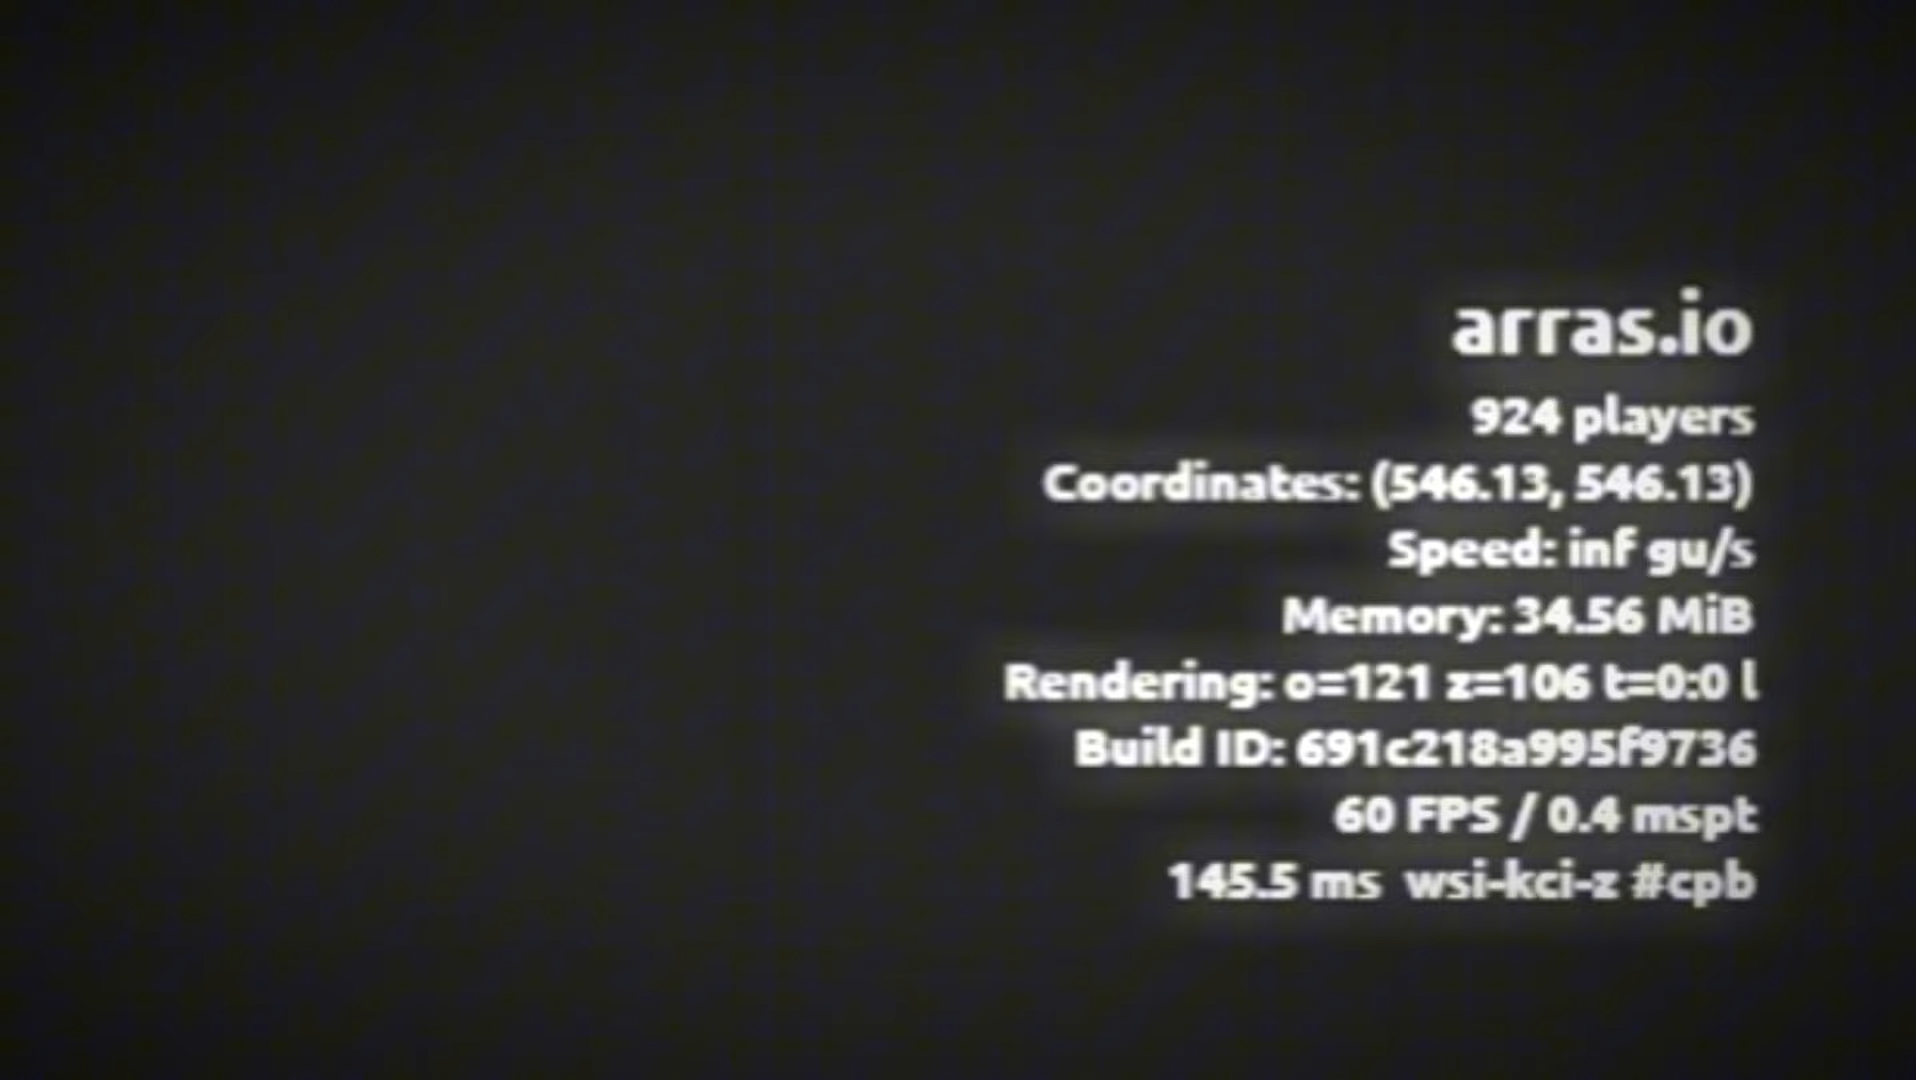 arras.io
924 players
Coordinates: (546.13, 546.13)
Speed: inf gu/s
Memory: 34.56 MiB
Rendering: o=121 z=106 t=0:0 l
Build ID: 691c218a995f9736
60 FPS / 0.4 mspt
145.5 ms wsi-kci-z #cpb